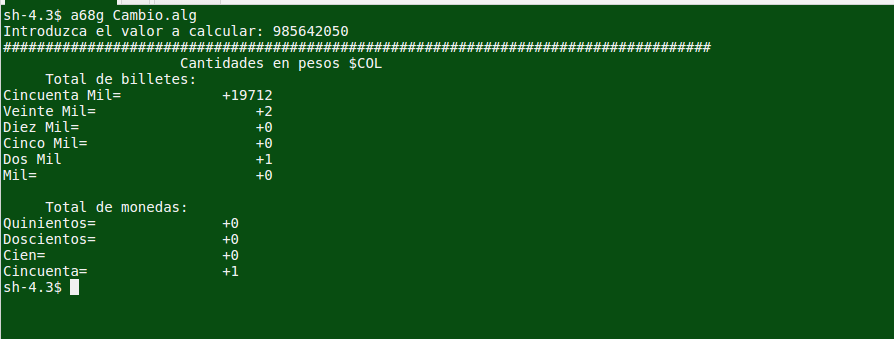 sh-4.3$ a68g Cambio.alg
Introduzca el valor a calcular: 985642050
####################################################################################
Cantidades en pesos $COL
Total de billetes:
Cincuenta Mil= +19712
Veinte Mil= +2
Diez Mil= +0
Cinco Mil= +0
Dos Mil +1
Mil= +0
Total de monedas:
Quinientos= +0
Doscientos= +0
Cien= +0
Cincuenta= +1
sh-4.3$